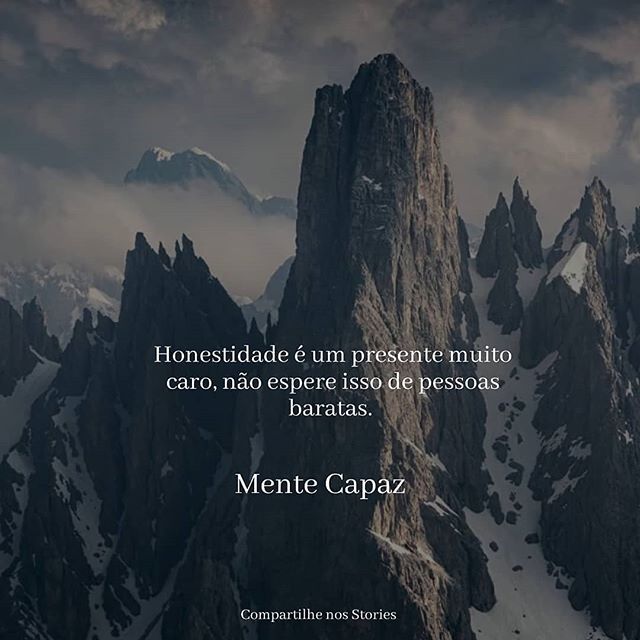 Honestidade é um presente muito
caro, não espere isso de pessoas
baratas.
Mente Capaz
Compartilhe nos Stories